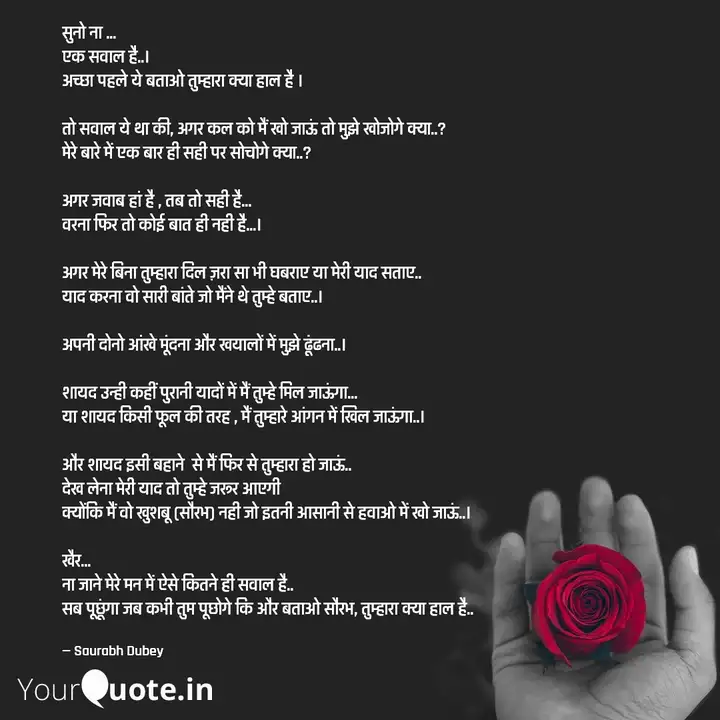 सुनो ना ...
एक सवाल है..।
अच्छा पहले ये बताओ तुम्हारा क्या हाल है ।
तो सवाल ये था की, अगर कल को मैं खो जाऊं तो मुझे खोजोगे क्या..?
मेरे बारे में एक बार ही सही पर सोचोगे क्या..?
अगर जवाब हां है , तब तो सही है...
वरना फिर तो कोई बात ही नही है...।
अगर मेरे बिना तुम्हारा दिल ज़रा सा भी घबराए या मेरी याद सताए..
याद करना वो सारी बांते जो मैंने थे तुम्हे बताए..।
अपनी दोनो आंखे मूंदना और खयालों में मुझे ढूंढना..।
शायद उन्ही कहीं पुरानी यादों में मैं तुम्हे मिल जाऊंगा...
या शायद किसी फूल की तरह , मैं तुम्हारे आंगन में खिल जाऊंगा..।
और शायद इसी बहाने से मैं फिर से तुम्हारा हो जाऊं..
देख लेना मेरी याद तो तुम्हे जरूर आएगी
क्योंकि मैं वो खुशबू (सौरभ) नही जो इतनी आसानी से हवाओ में खो जाऊं..।
खैर...
ना जाने मेरे मन में ऐसे कितने ही सवाल है..
सब पूछूंगा जब कभी तुम पूछोगे कि और बताओ सौरभ, तुम्हारा क्या हाल है..
– Saurabh Dubey
YourQuote.in